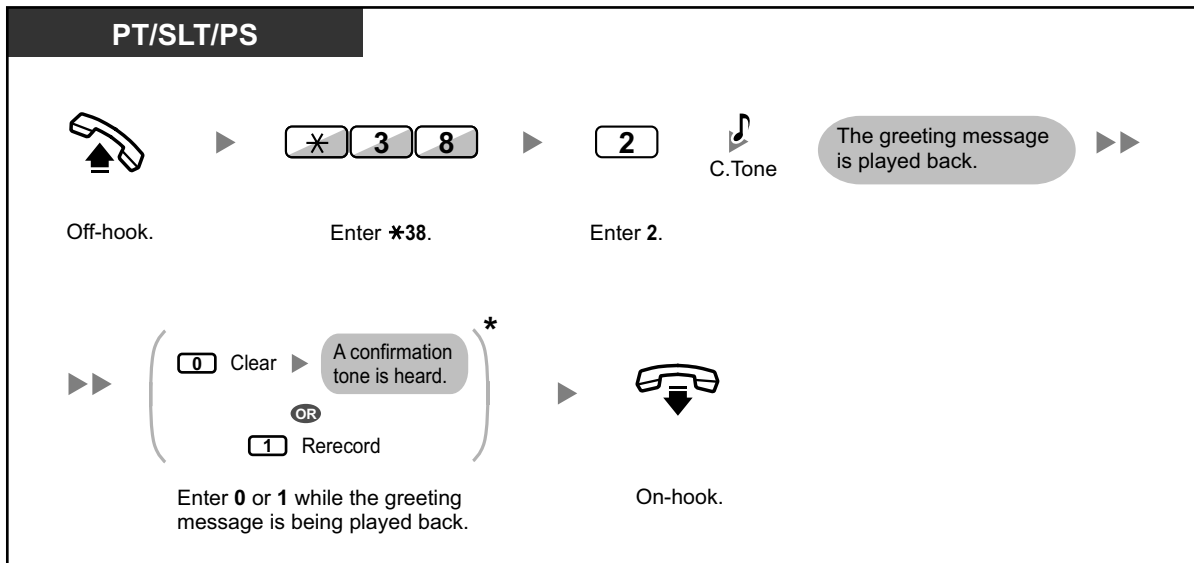 PT/SLT/PS
* 3 8
2
C.Tone
The greeting message
is played back.
Off-hook.
Enter *38.
Enter 2.
0 Clear
A confirmation
tone is heard.
*
OR
1 Rerecord
Enter 0 or 1 while the greeting
message is being played back.
On-hook.